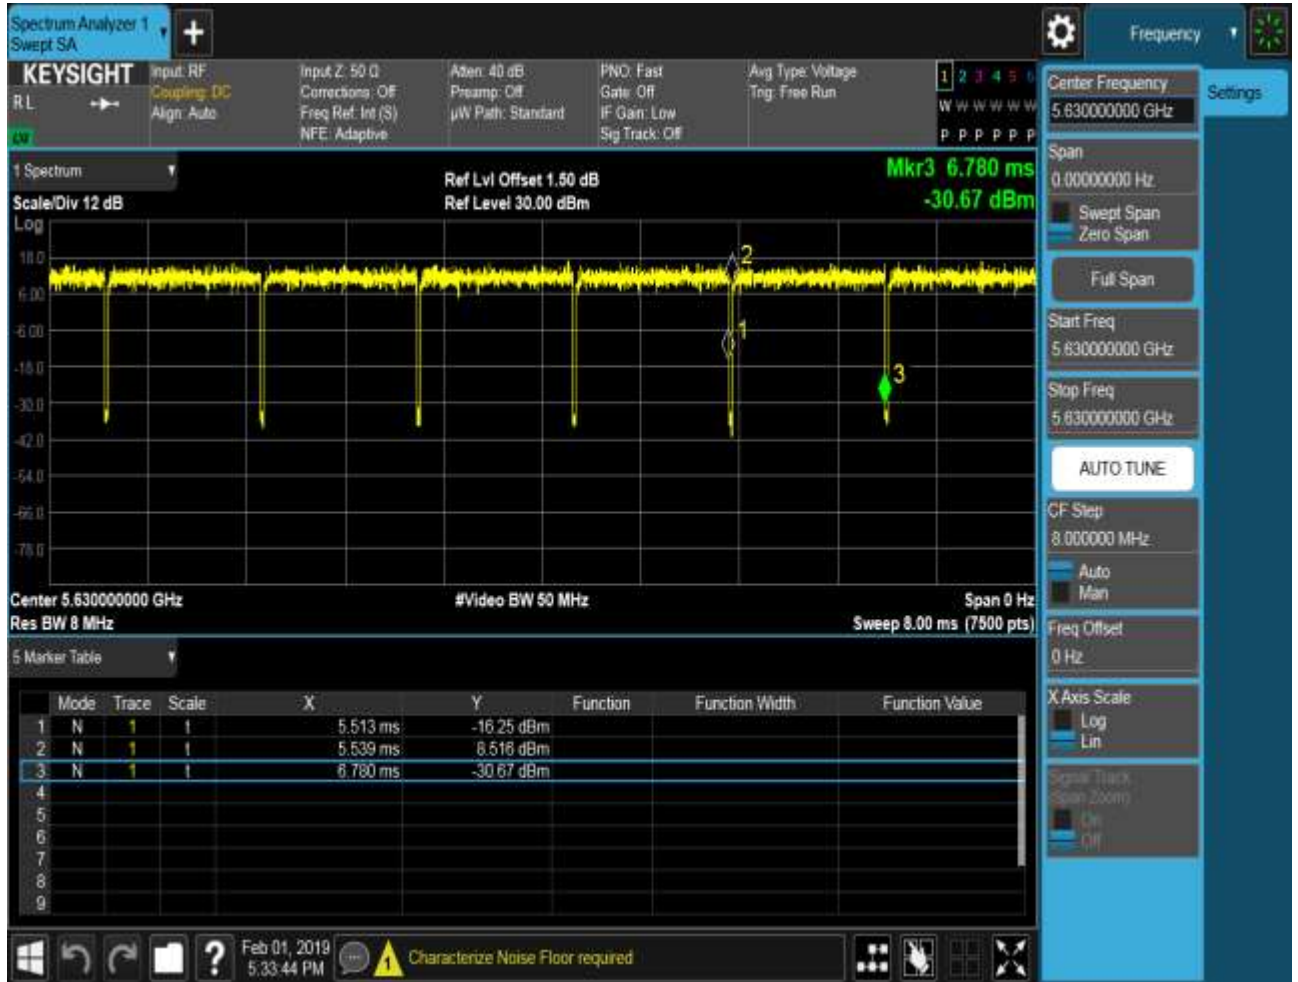 Spectrum Analyzer 1
Swept SA
+
Frequency
KEYSIGHT
R L
Input: RF
Coupling: DC
Align: Auto
Input Z: 50 Ω
Corrections: Off
Freq Ref: Int (S)
NFE: Adaptive
Atten: 40 dB
Preamp: Off
µW Path: Standard
PNO: Fast
Gate: Off
IF Gain: Low
Sig Track: Off
Avg Type: Voltage
Trig: Free Run
1 2 3 4 5 6
W W W W W W
P P P P P P
Center Frequency
5.630000000 GHz
Settings
1 Spectrum
Scale/Div 12 dB
Ref Lvl Offset 1.50 dB
Ref Level 30.00 dBm
Mkr3 6.780 ms
-30.67 dBm
Log
18.0
6.00
-6.00
-18.0
-30.0
-42.0
-54.0
-66.0
-78.0
2
1
3
Center 5.630000000 GHz
Res BW 8 MHz
#Video BW 50 MHz
Span 0 Hz
Sweep 8.00 ms (7500 pts)
Span
0.00000000 Hz
Swept Span
Zero Span
Full Span
Start Freq
5.630000000 GHz
Stop Freq
5.630000000 GHz
AUTO TUNE
CF Step
8.000000 MHz
Auto
Man
Freq Offset
0 Hz
X Axis Scale
Log
Lin
Signal Track
(Span Zoom)
On
Off
5 Marker Table
Mode Trace Scale X Y Function Function Width Function Value
1 N 1 t 5.513 ms -16.25 dBm
2 N 1 t 5.539 ms 8.516 dBm
3 N 1 t 6.780 ms -30.67 dBm
4
5
6
7
8
9
?
Feb 01, 2019
5:33:44 PM
1
Characterize Noise Floor required